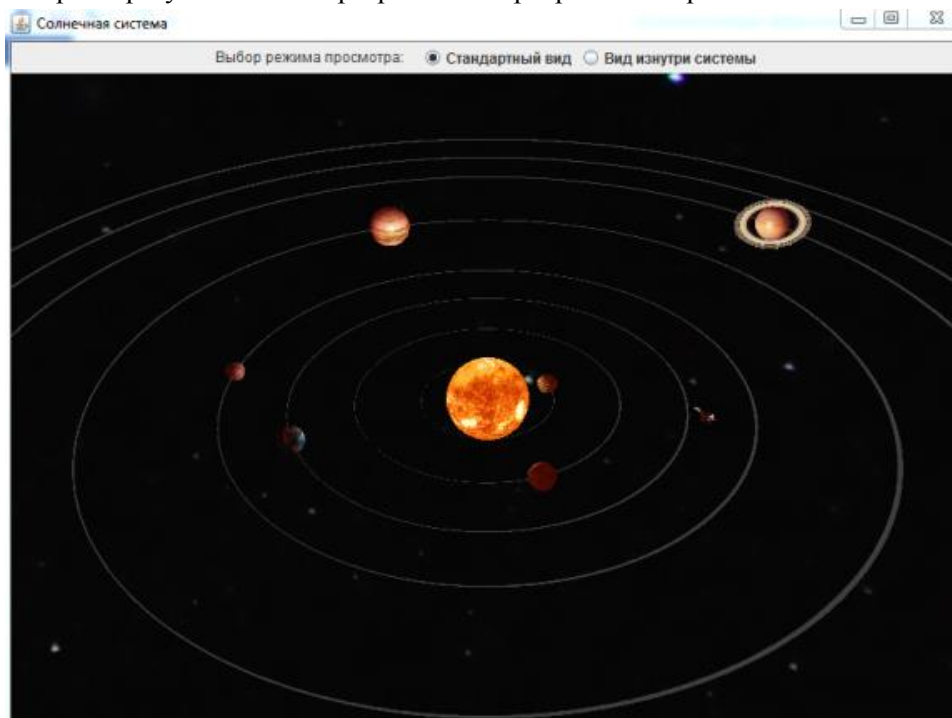 Солнечная система
Выбор режима просмотра: Стандартный вид Вид изнутри системы